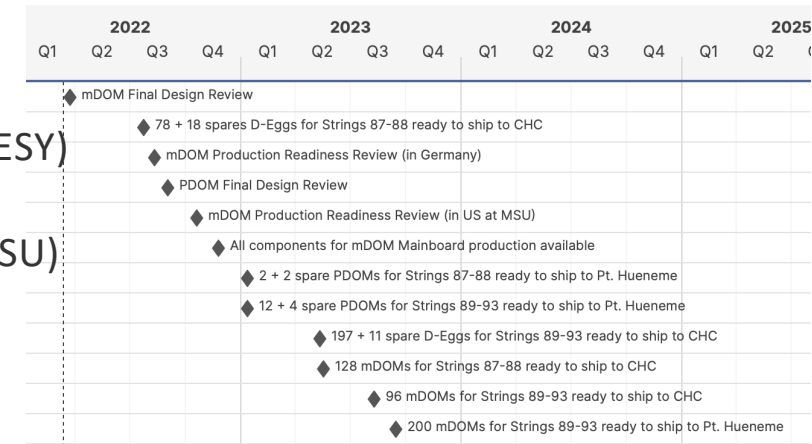 2022 2023 2024 2025
Q1 Q2 Q3 Q4 Q1 Q2 Q3 Q4 Q1 Q2 Q3 Q4 Q1 Q2
mDOM Final Design Review
78 + 18 spares D-Eggs for Strings 87-88 ready to ship to CHC
ESY)
mDOM Production Readiness Review (in Germany)
PDOM Final Design Review
mDOM Production Readiness Review (in US at MSU)
SU)
All components for mDOM Mainboard production available
2 + 2 spare PDOMs for Strings 87-88 ready to ship to Pt. Hueneme
12 + 4 spare PDOMs for Strings 89-93 ready to ship to Pt. Hueneme
197 + 11 spare D-Eggs for Strings 89-93 ready to ship to CHC
128 mDOMs for Strings 87-88 ready to ship to CHC
96 mDOMs for Strings 89-93 ready to ship to CHC
200 mDOMs for Strings 89-93 ready to ship to Pt. Hueneme